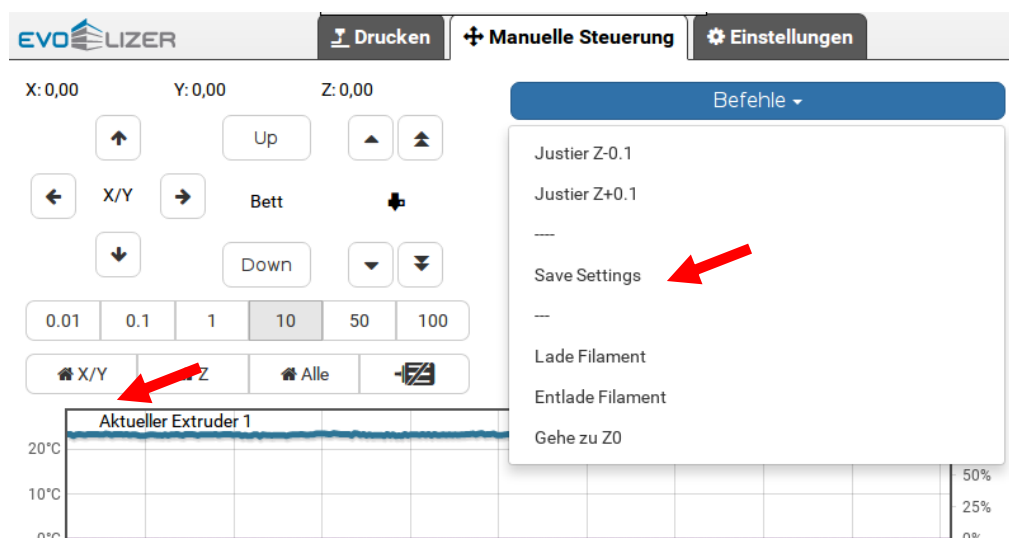 EVOLIZER
Drucken
Manuelle Steuerung
Einstellungen
X: 0,00 Y: 0,00 Z: 0,00
Befehle
Up
X/Y
Bett
Down
0.01 0.1 1 10 50 100
X/Y Z Alle
Justier Z-0.1
Justier Z+0.1
----
Save Settings
---
Lade Filament
Entlade Filament
Gehe zu Z0
Aktueller Extruder 1
20°C
10°C
0°C
50%
25%
0%